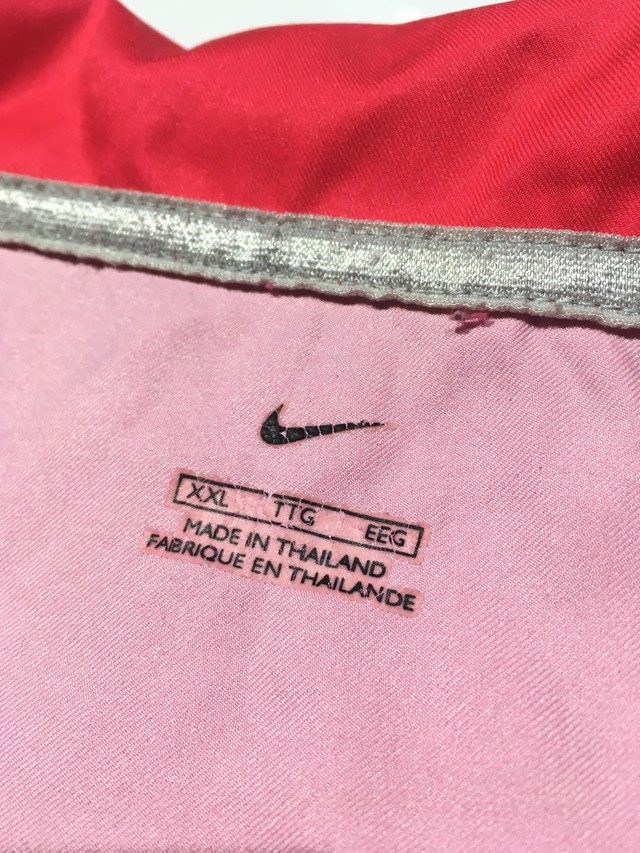 XXL TTG EEG
MADE IN THAILAND
FABRIQUE EN THAILANDE